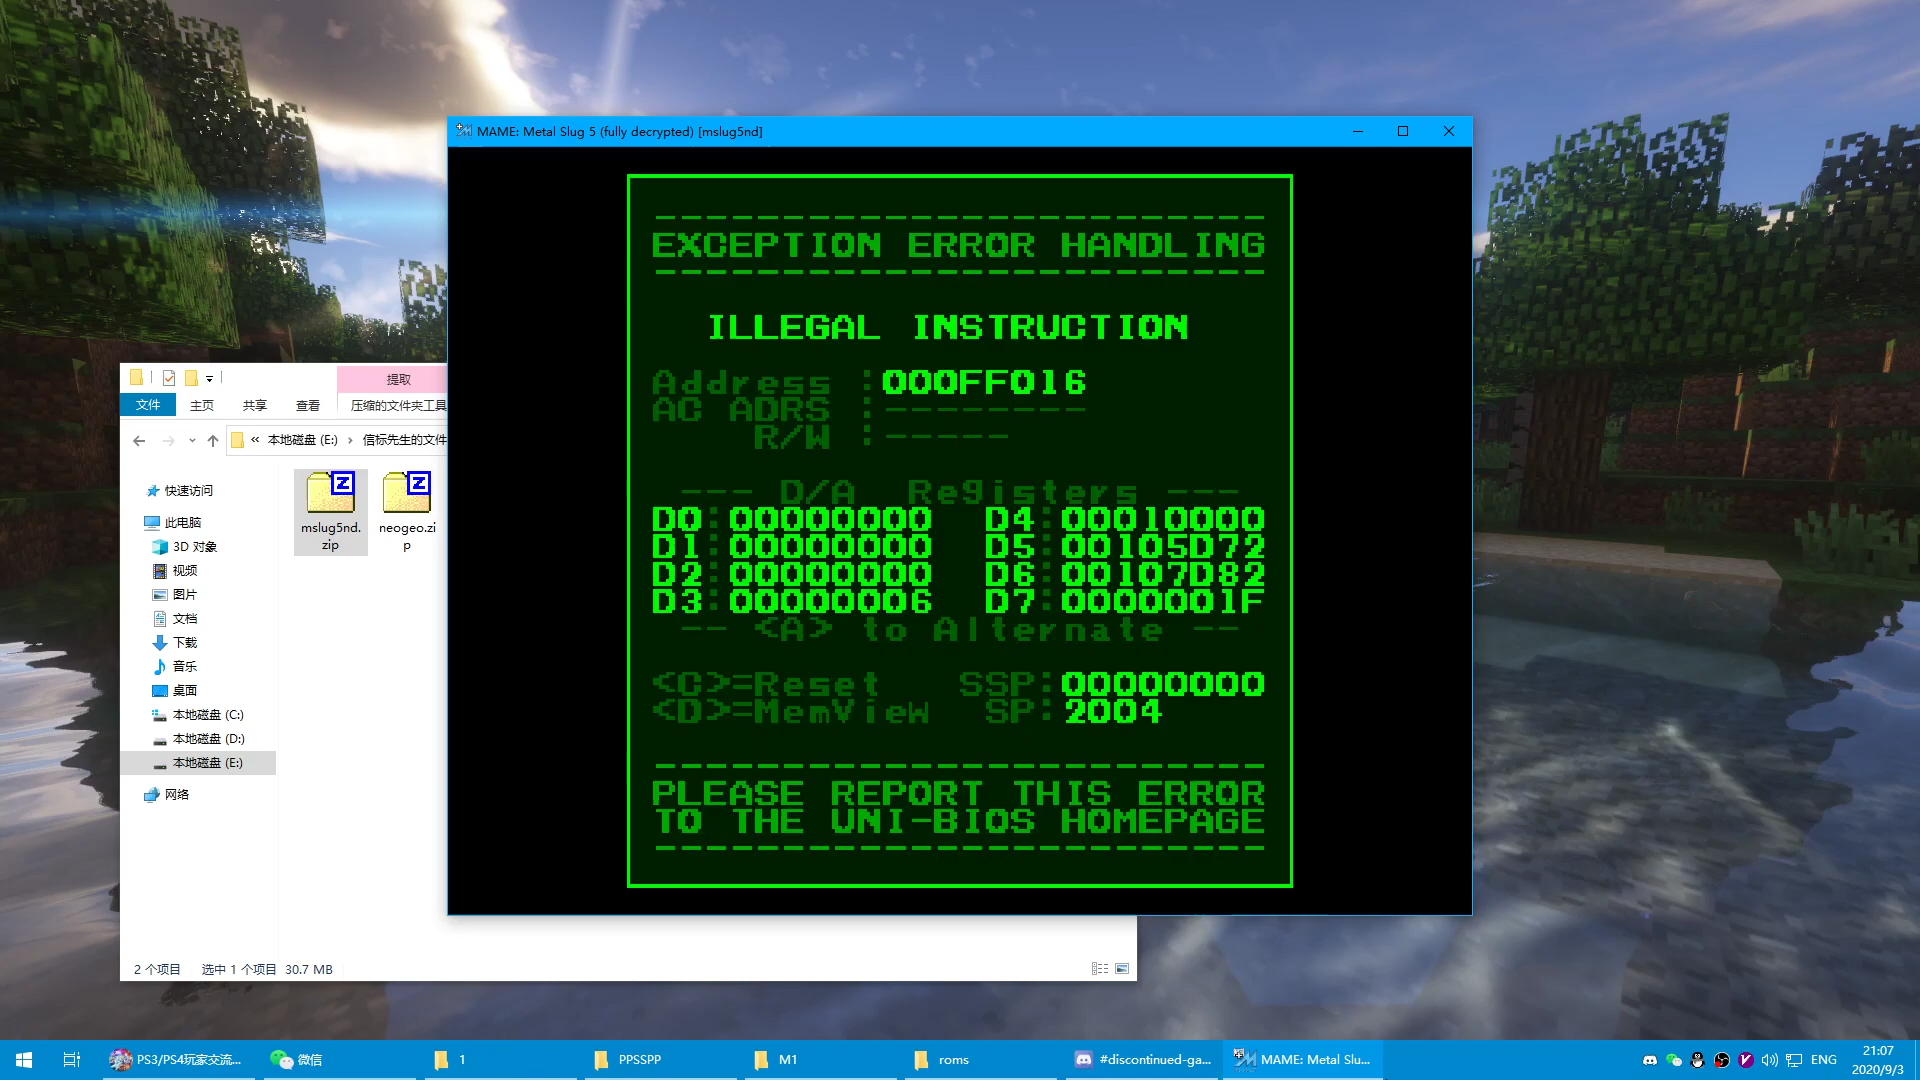 MAME: Metal Slug 5 (fully decrypted) [mslug5nd]
EXCEPTION ERROR HANDLING
ILLEGAL INSTRUCTION
Address :000FF016
AC ADRS :--------
R/W :-----
--- D/A Registers ---
D0:00000000 D4:00010000
D1:00000000 D5:00105D72
D2:00000000 D6:00107D82
D3:00000006 D7:0000001F
-- <A> to Alternate --
<C>=Reset SSP:00000000
<D>=MemView SP:2004
PLEASE REPORT THIS ERROR
TO THE UNI-BIOS HOMEPAGE
提取
文件 主页 共享 查看 压缩的文件夹工具
« 本地磁盘 (E:) › 信标先生的文件
快速访问
此电脑
3D 对象
视频
图片
文档
下载
音乐
桌面
本地磁盘 (C:)
本地磁盘 (D:)
本地磁盘 (E:)
网络
mslug5nd.
zip
neogeo.zi
p
2 个项目 选中 1 个项目 30.7 MB
PS3/PS4玩家交流... 微信 1 PPSSPP M1 roms #discontinued-ga... MAME: Metal Slu... ENG 21:07
2020/9/3